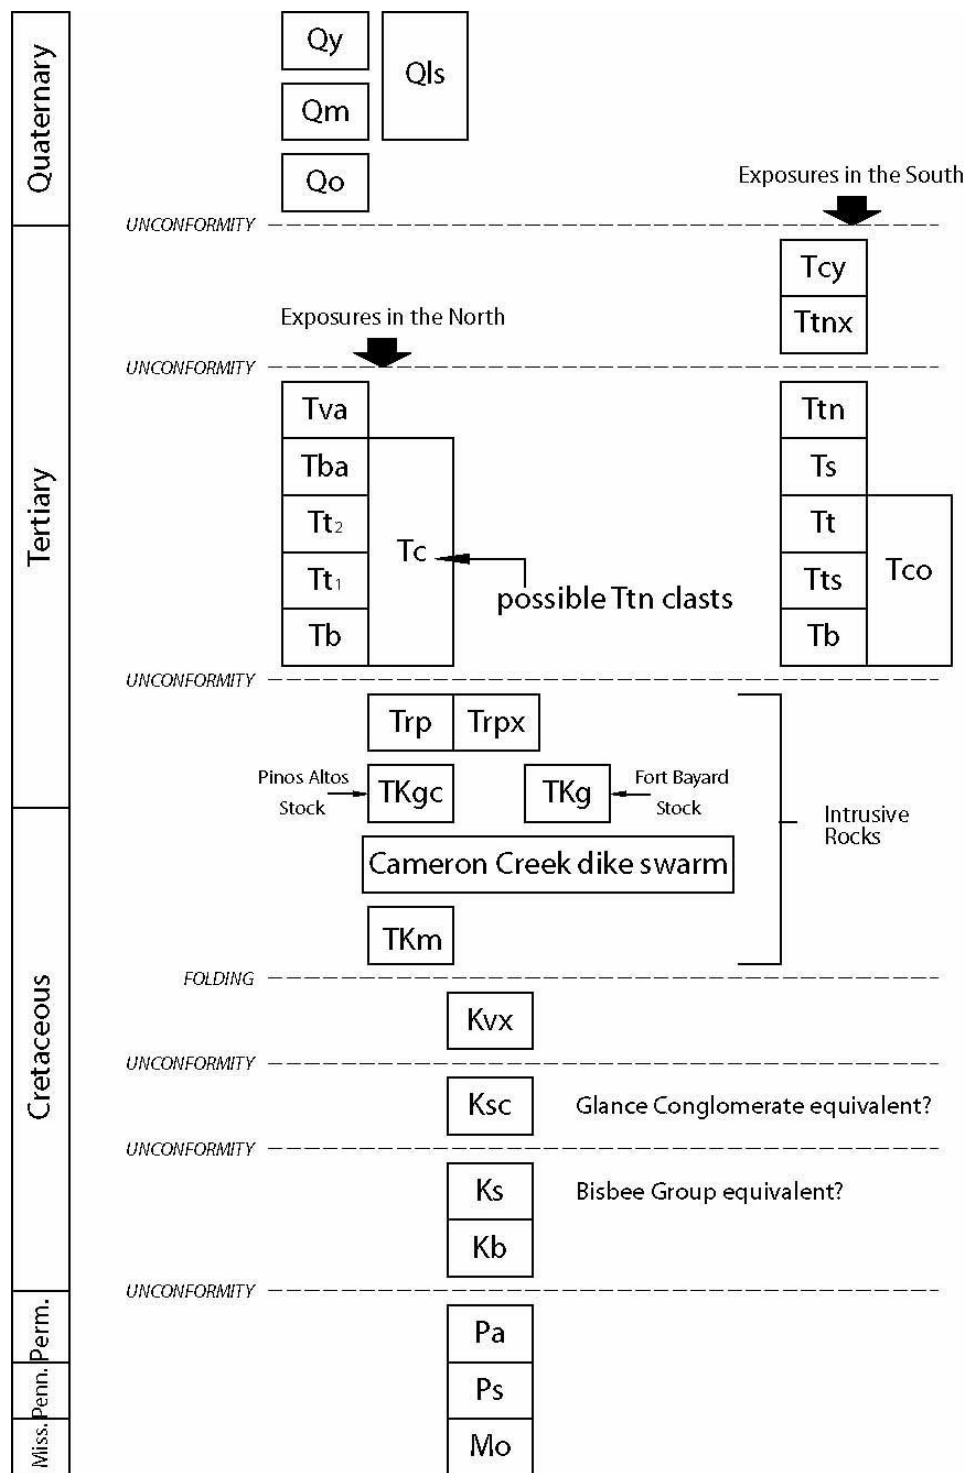 Quaternary
Qy
Qls
Qm
Qo
Exposures in the South
UNCONFORMITY
Tertiary
Tcy
Ttnx
Exposures in the North
UNCONFORMITY
Tva
Ttn
Tba
Ts
Tt2
Tc
Tt
Tco
Tt1
Tts
possible Ttn clasts
Tb
Tb
UNCONFORMITY
Trp
Trpx
Pinos Altos
Stock
TKgc
TKg
Fort Bayard
Stock
Intrusive
Rocks
Cameron Creek dike swarm
TKm
FOLDING
Cretaceous
Kvx
UNCONFORMITY
Ksc
Glance Conglomerate equivalent?
UNCONFORMITY
Ks
Bisbee Group equivalent?
Kb
UNCONFORMITY
Perm.
Pa
Penn.
Ps
Miss.
Mo